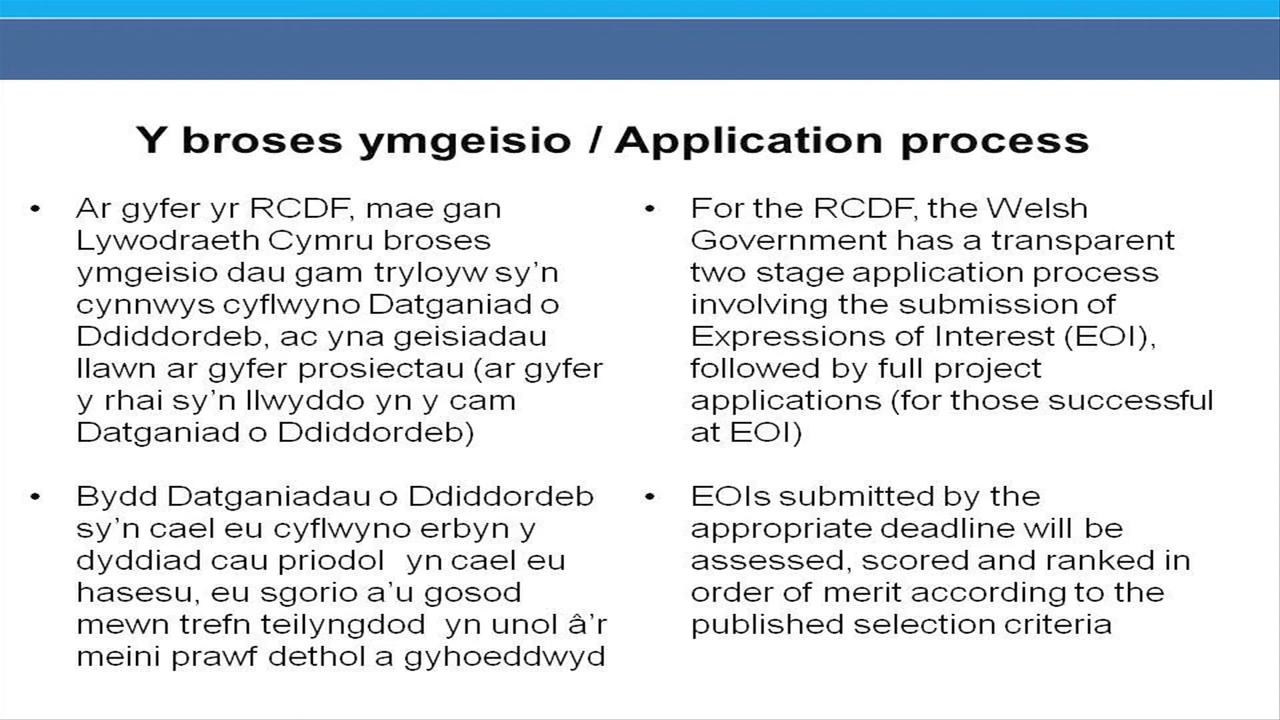 Y broses ymgeisio / Application process
• Ar gyfer yr RCDF, mae gan
Lywodraeth Cymru broses
ymgeisio dau gam tryloyw sy'n
cynnwys cyflwyno Datganiad o
Ddiddordeb, ac yna geisiadau
llawn ar gyfer prosiectau (ar gyfer
y rhai sy'n llwyddo yn y cam
Datganiad o Ddiddordeb)
• Bydd Datganiadau o Ddiddordeb
sy'n cael eu cyflwyno erbyn y
dyddiad cau priodol yn cael eu
hasesu, eu sgorio a'u gosod
mewn trefn teilyngdod yn unol â'r
meini prawf dethol a gyhoeddwyd
• For the RCDF, the Welsh
Government has a transparent
two stage application process
involving the submission of
Expressions of Interest (EOI),
followed by full project
applications (for those successful
at EOI)
• EOIs submitted by the
appropriate deadline will be
assessed, scored and ranked in
order of merit according to the
published selection criteria